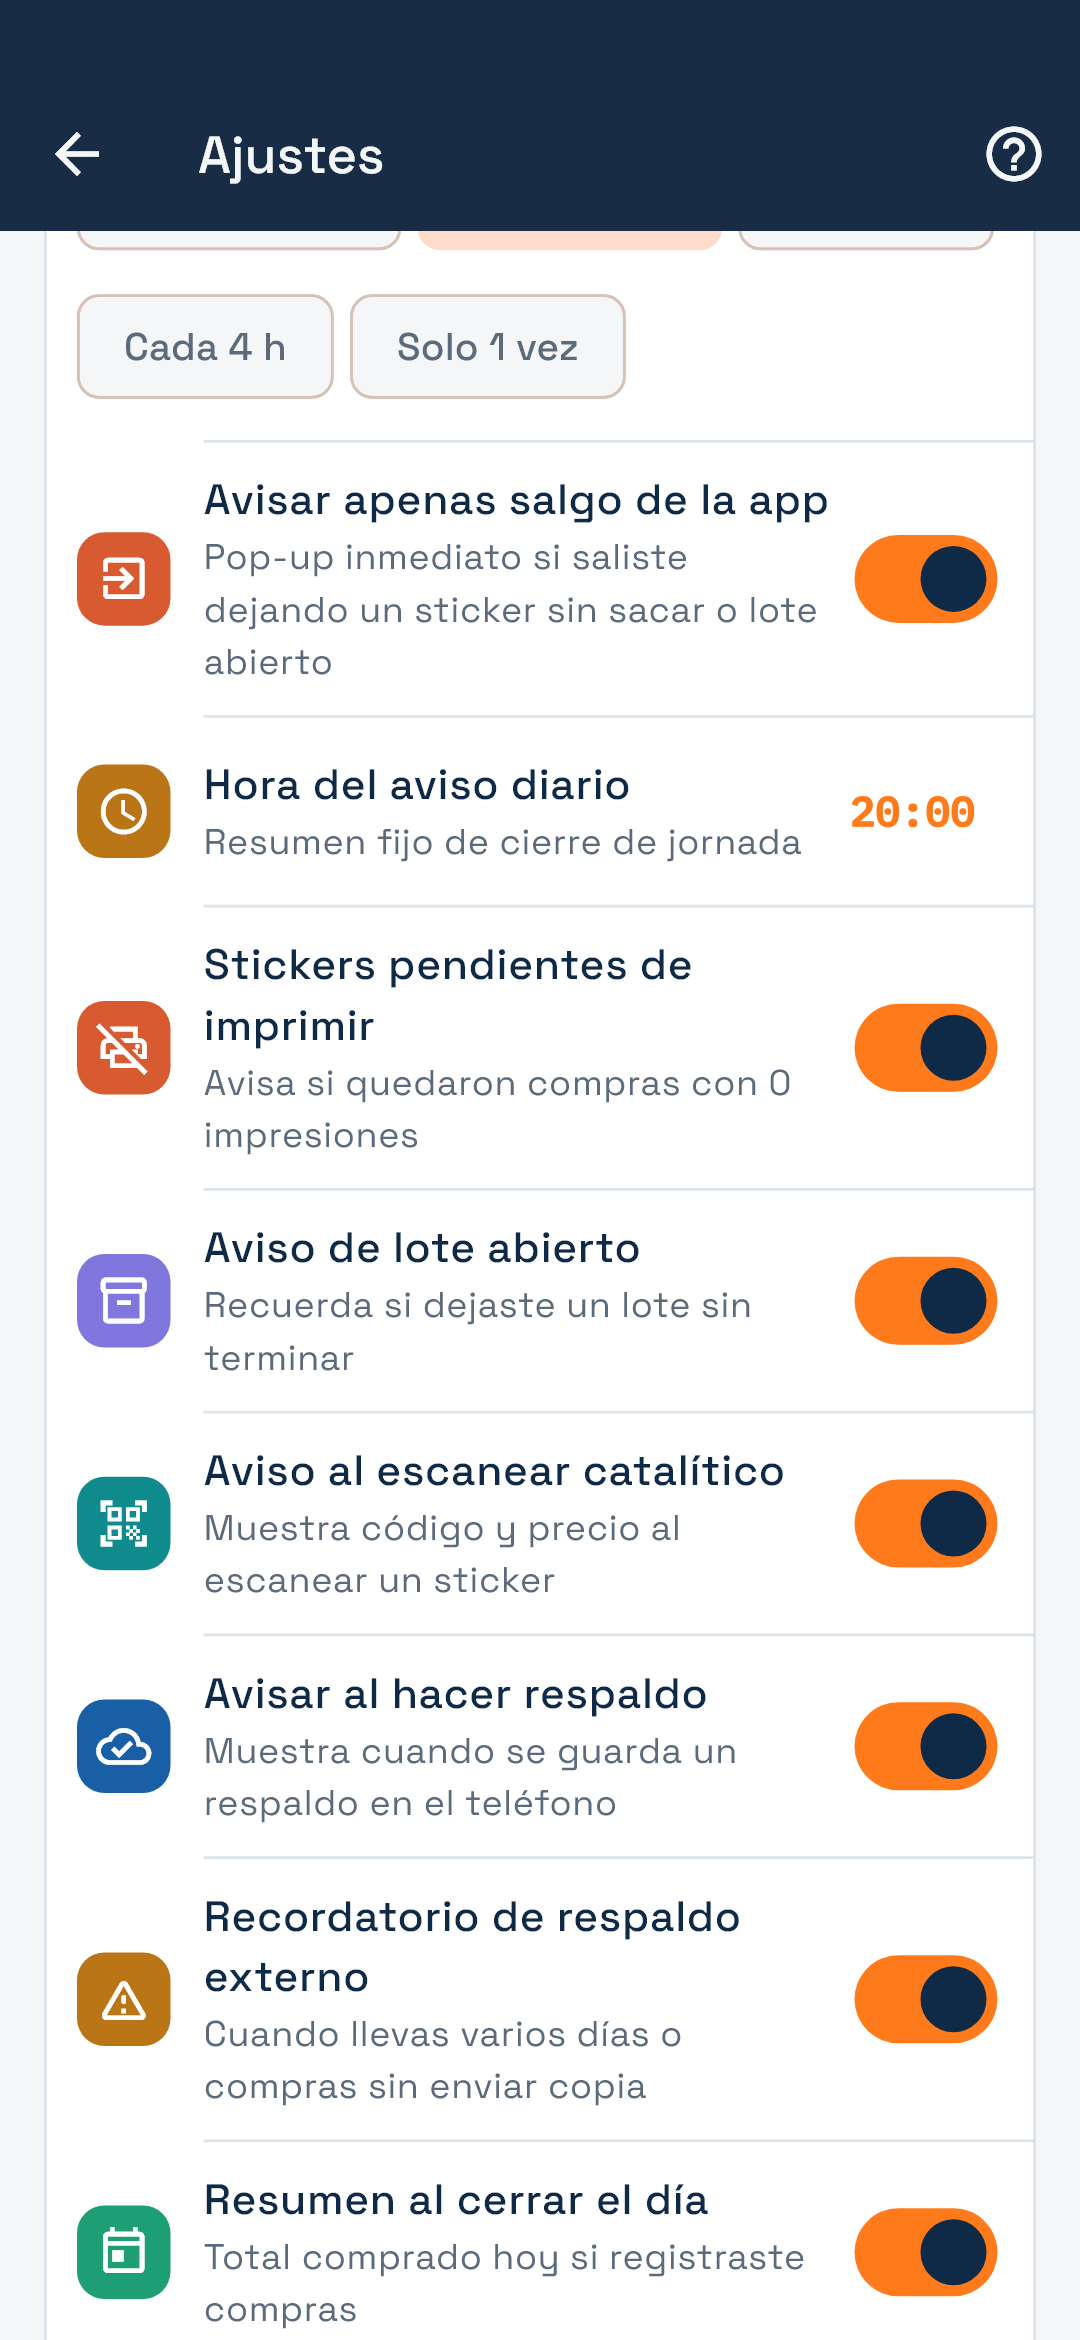 Ajustes
Cada 4 h
Solo 1 vez
Avisar apenas salgo de la app
Pop-up inmediato si saliste
dejando un sticker sin sacar o lote
abierto
Hora del aviso diario
Resumen fijo de cierre de jornada
20:00
Stickers pendientes de
imprimir
Avisa si quedaron compras con 0
impresiones
Aviso de lote abierto
Recuerda si dejaste un lote sin
terminar
Aviso al escanear catalítico
Muestra código y precio al
escanear un sticker
Avisar al hacer respaldo
Muestra cuando se guarda un
respaldo en el teléfono
Recordatorio de respaldo
externo
Cuando llevas varios días o
compras sin enviar copia
Resumen al cerrar el día
Total comprado hoy si registraste
compras